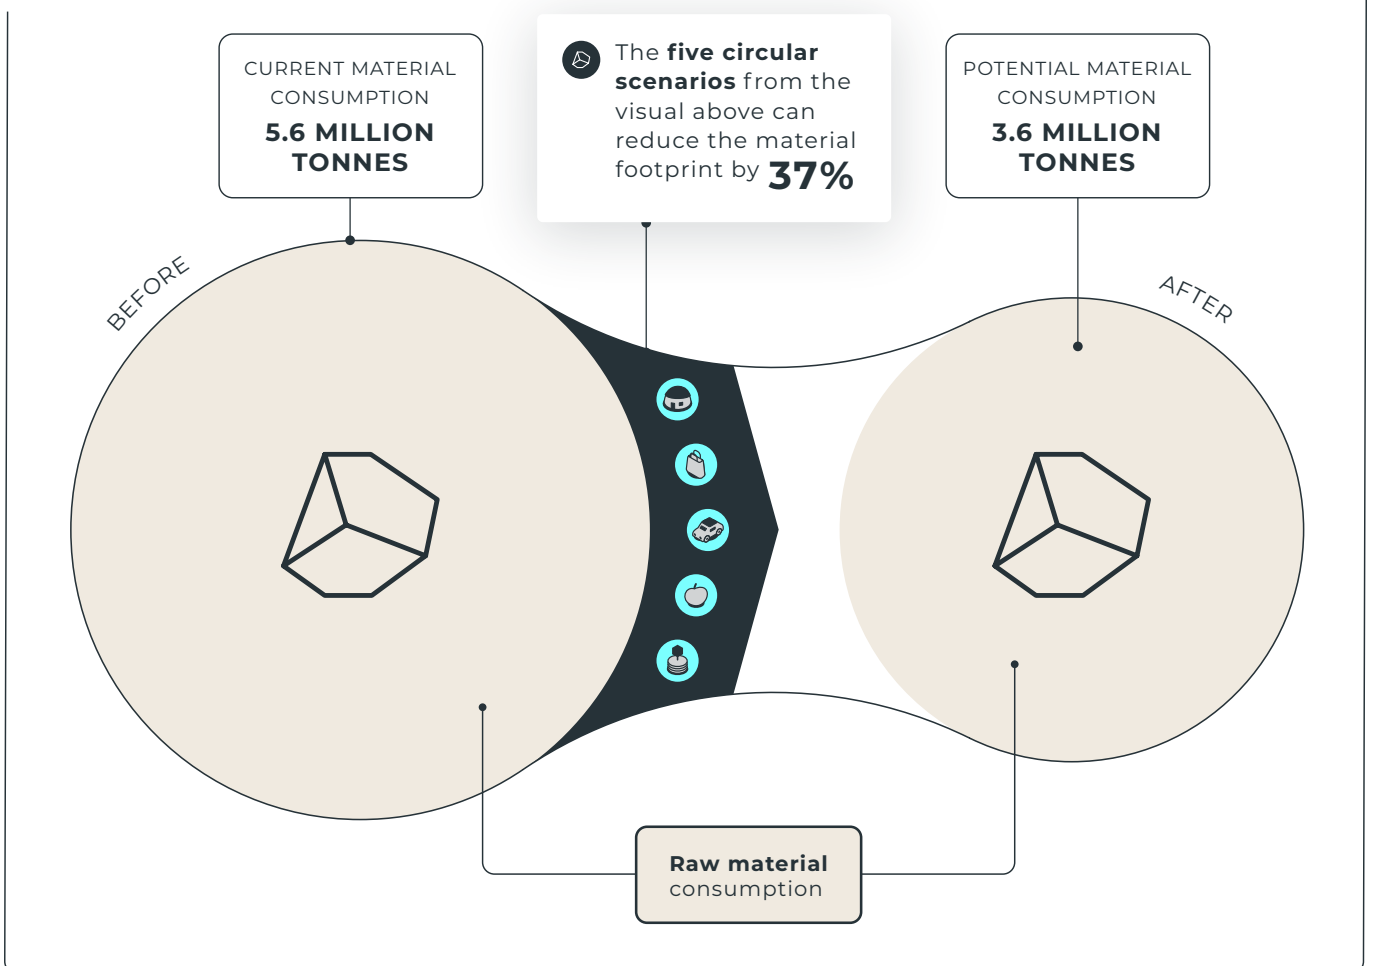 CURRENT MATERIAL
CONSUMPTION
5.6 MILLION
TONNES
The five circular
scenarios from the
visual above can
reduce the material
footprint by 37%
POTENTIAL MATERIAL
CONSUMPTION
3.6 MILLION
TONNES
BEFORE
AFTER
Raw material
consumption